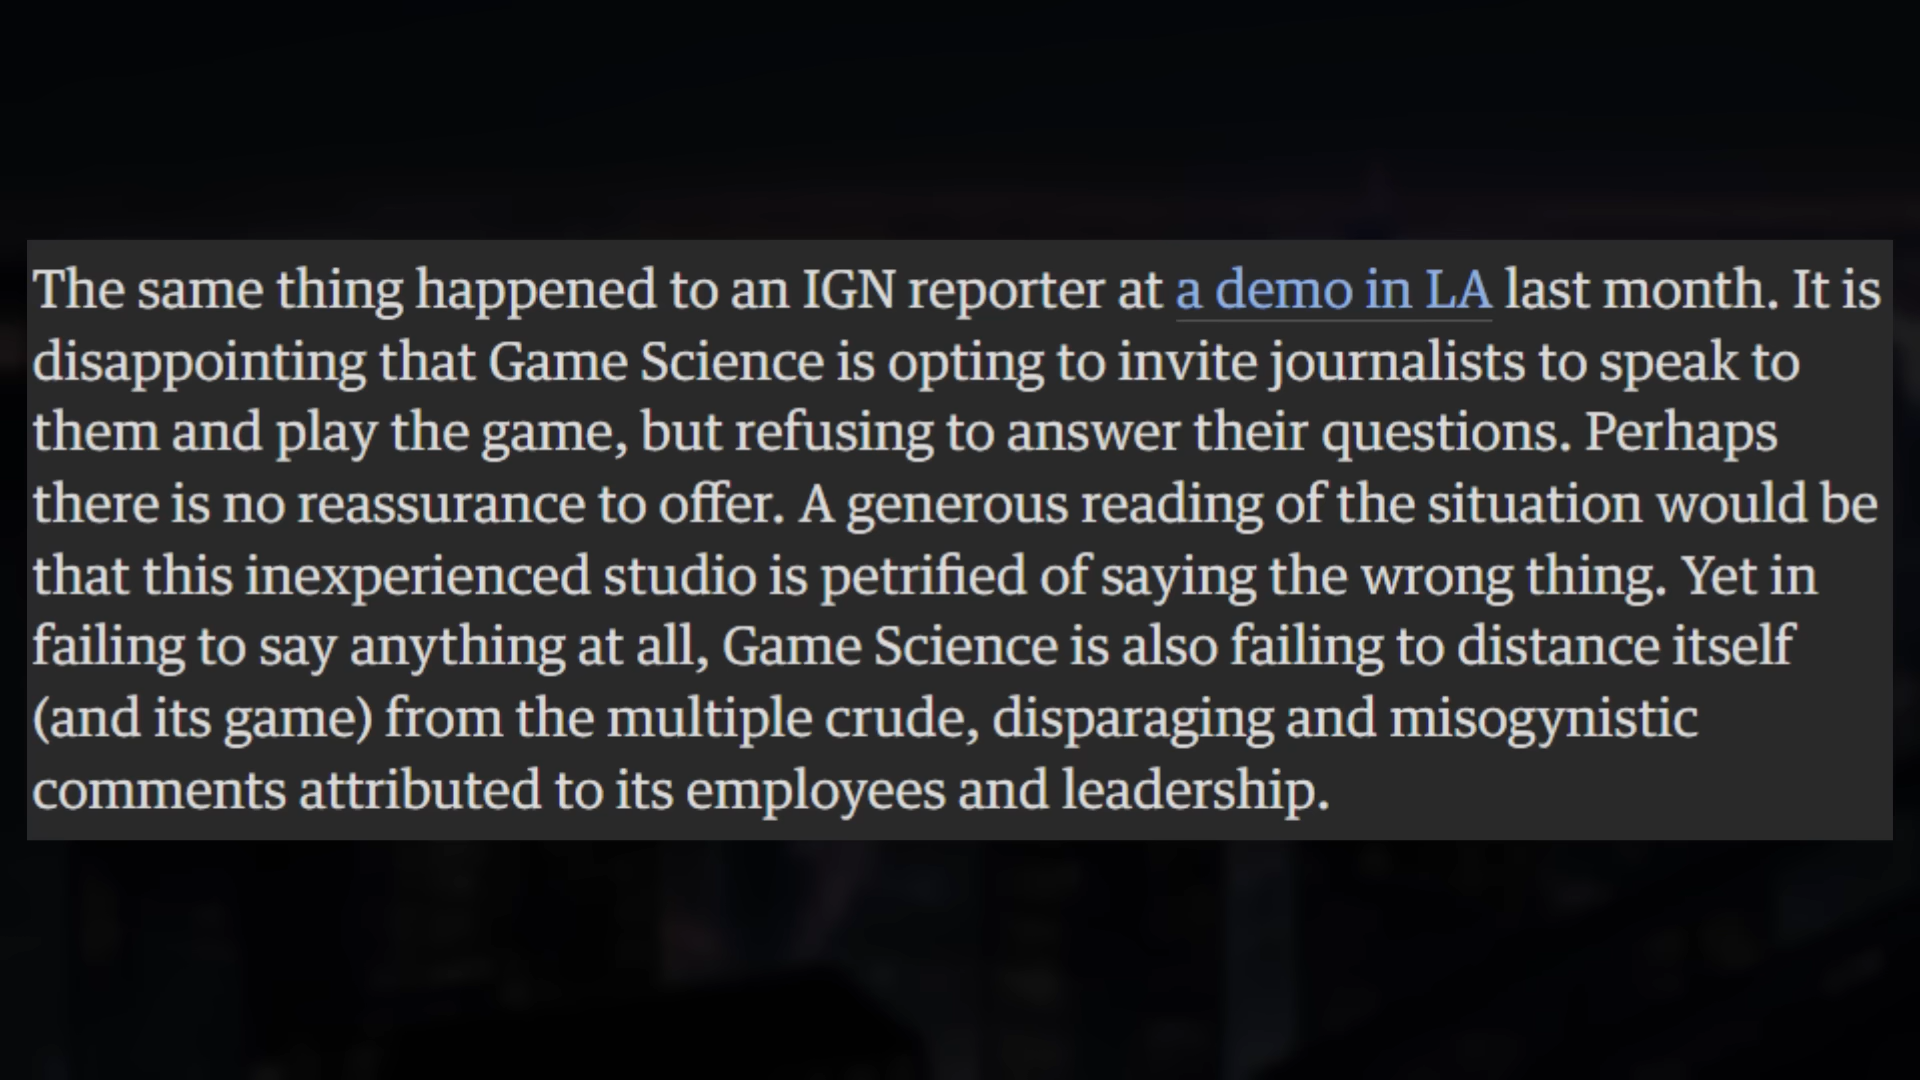 The same thing happened to an IGN reporter at a demo in LA last month. It is
disappointing that Game Science is opting to invite journalists to speak to
them and play the game, but refusing to answer their questions. Perhaps
there is no reassurance to offer. A generous reading of the situation would be
that this inexperienced studio is petrified of saying the wrong thing. Yet in
failing to say anything at all, Game Science is also failing to distance itself
(and its game) from the multiple crude, disparaging and misogynistic
comments attributed to its employees and leadership.